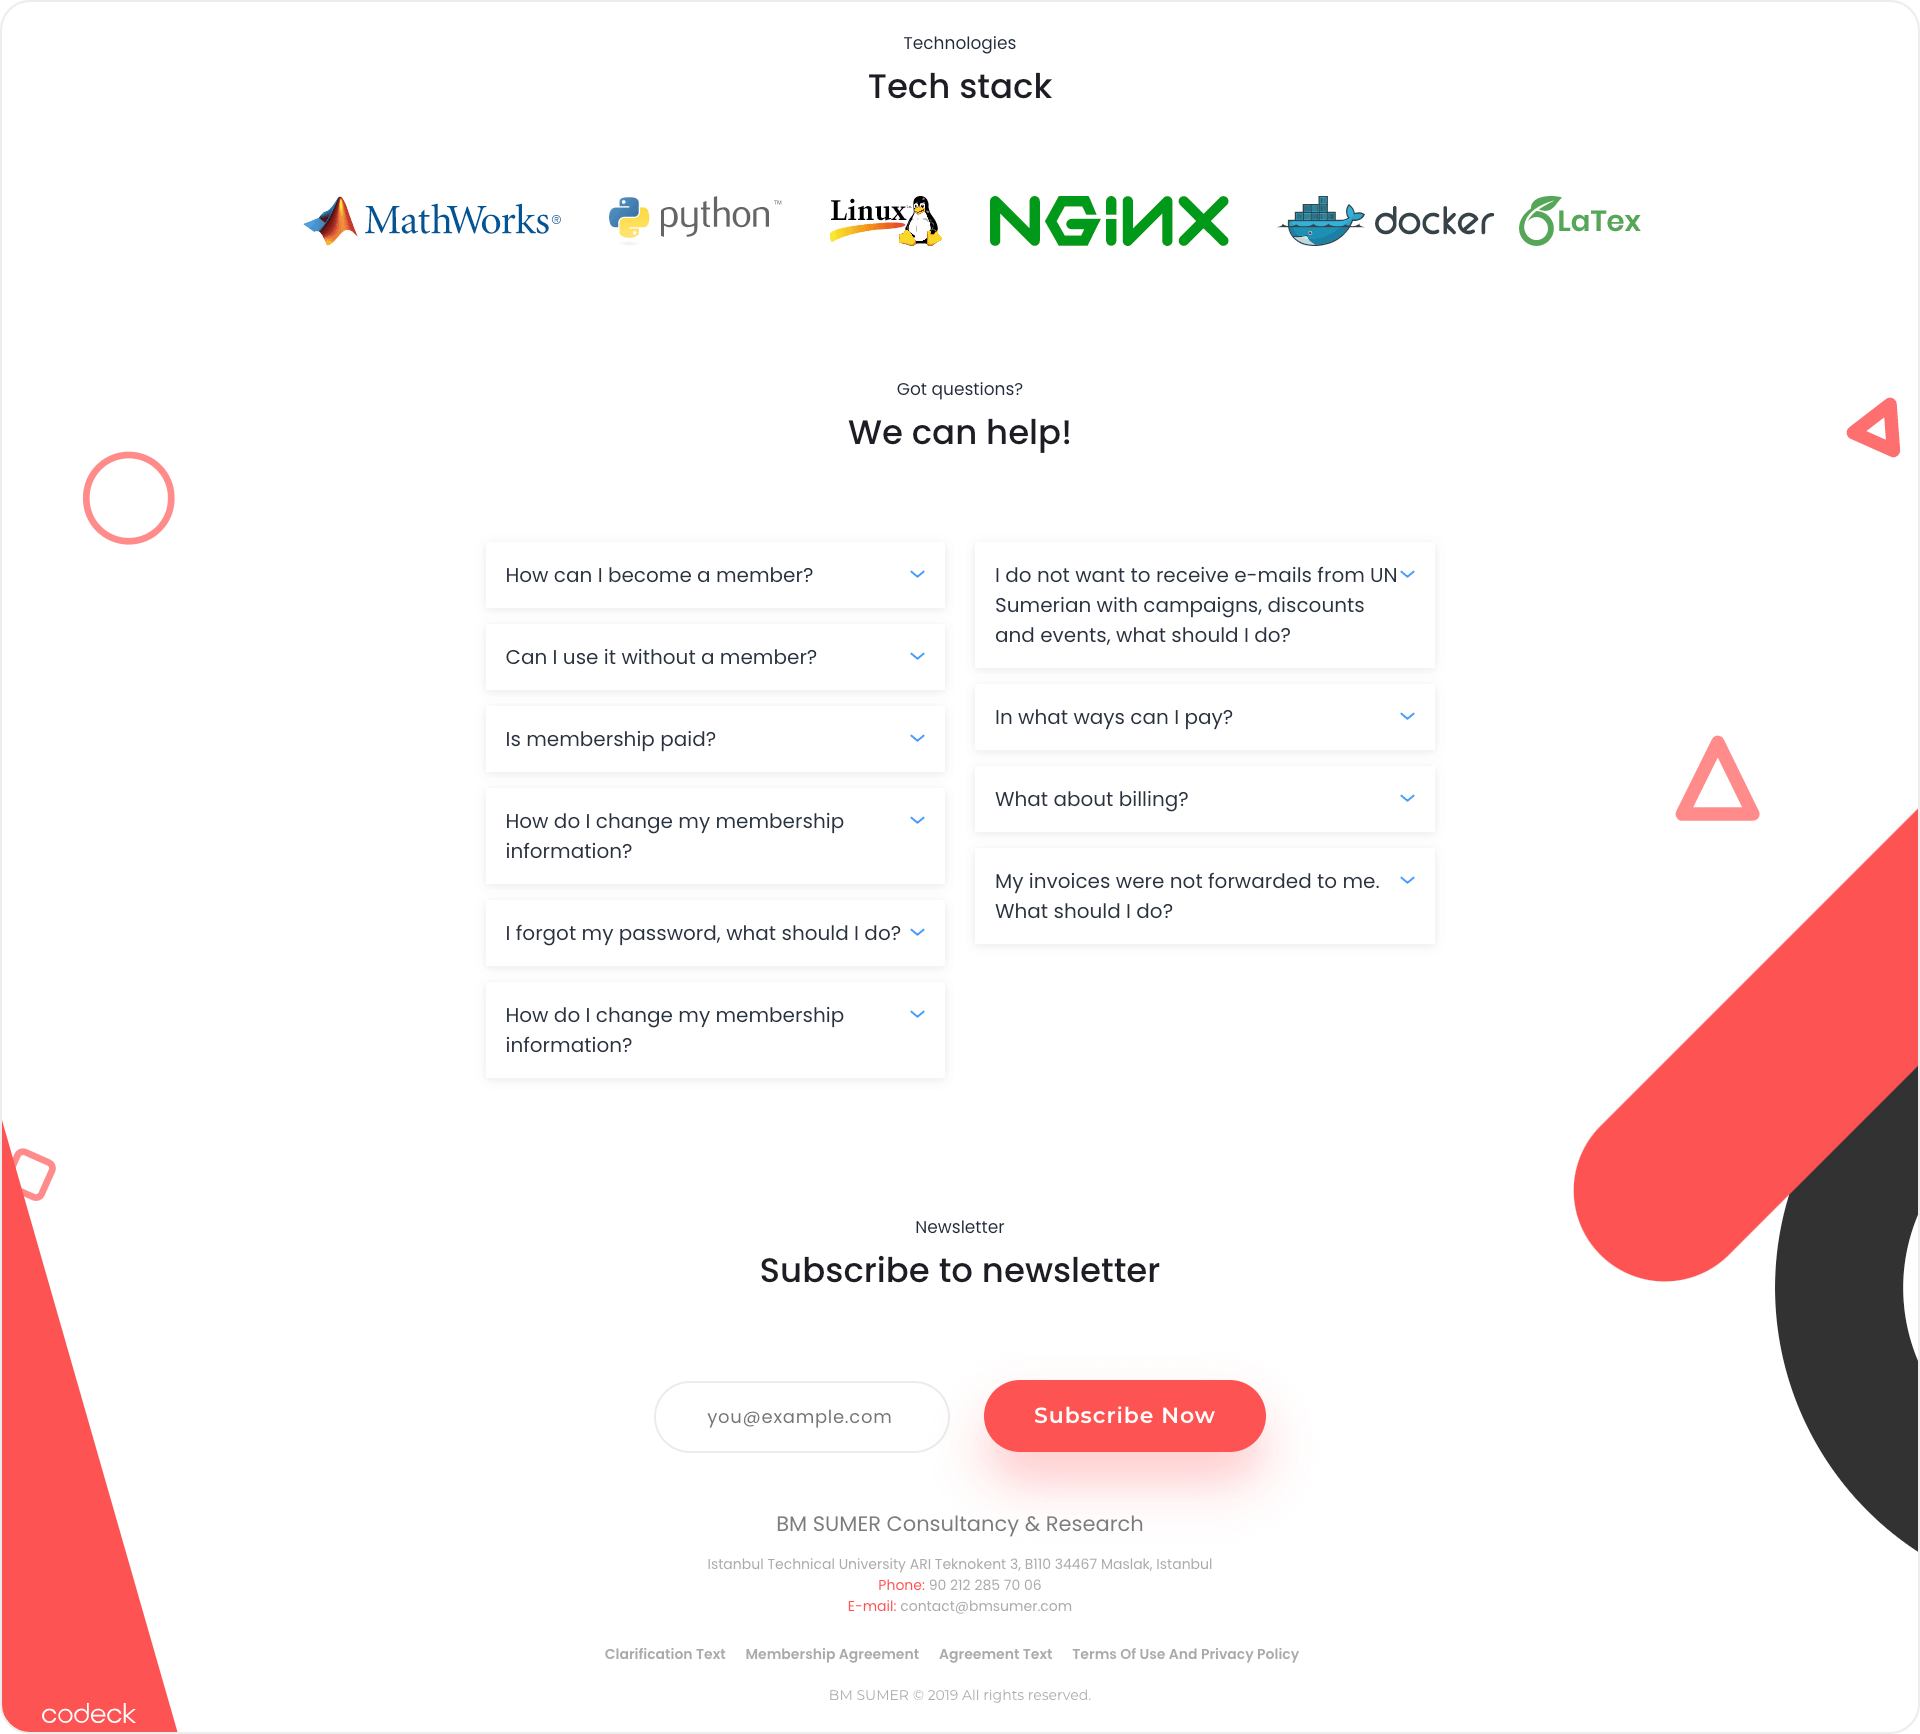 Technologies
Tech stack
MathWorks®
python™
Linux
NGINX
docker
LaTex
Got questions?
We can help!
How can I become a member?
Can I use it without a member?
Is membership paid?
How do I change my membership
information?
I forgot my password, what should I do?
How do I change my membership
information?
I do not want to receive e-mails from UN
Sumerian with campaigns, discounts
and events, what should I do?
In what ways can I pay?
What about billing?
My invoices were not forwarded to me.
What should I do?
Newsletter
Subscribe to newsletter
you@example.com
Subscribe Now
BM SUMER Consultancy & Research
Istanbul Technical University ARI Teknokent 3, B110 34467 Maslak, Istanbul
Phone: 90 212 285 70 06
E-mail: contact@bmsumer.com
Clarification Text Membership Agreement Agreement Text Terms Of Use And Privacy Policy
BM SUMER © 2019 All rights reserved.
codeck